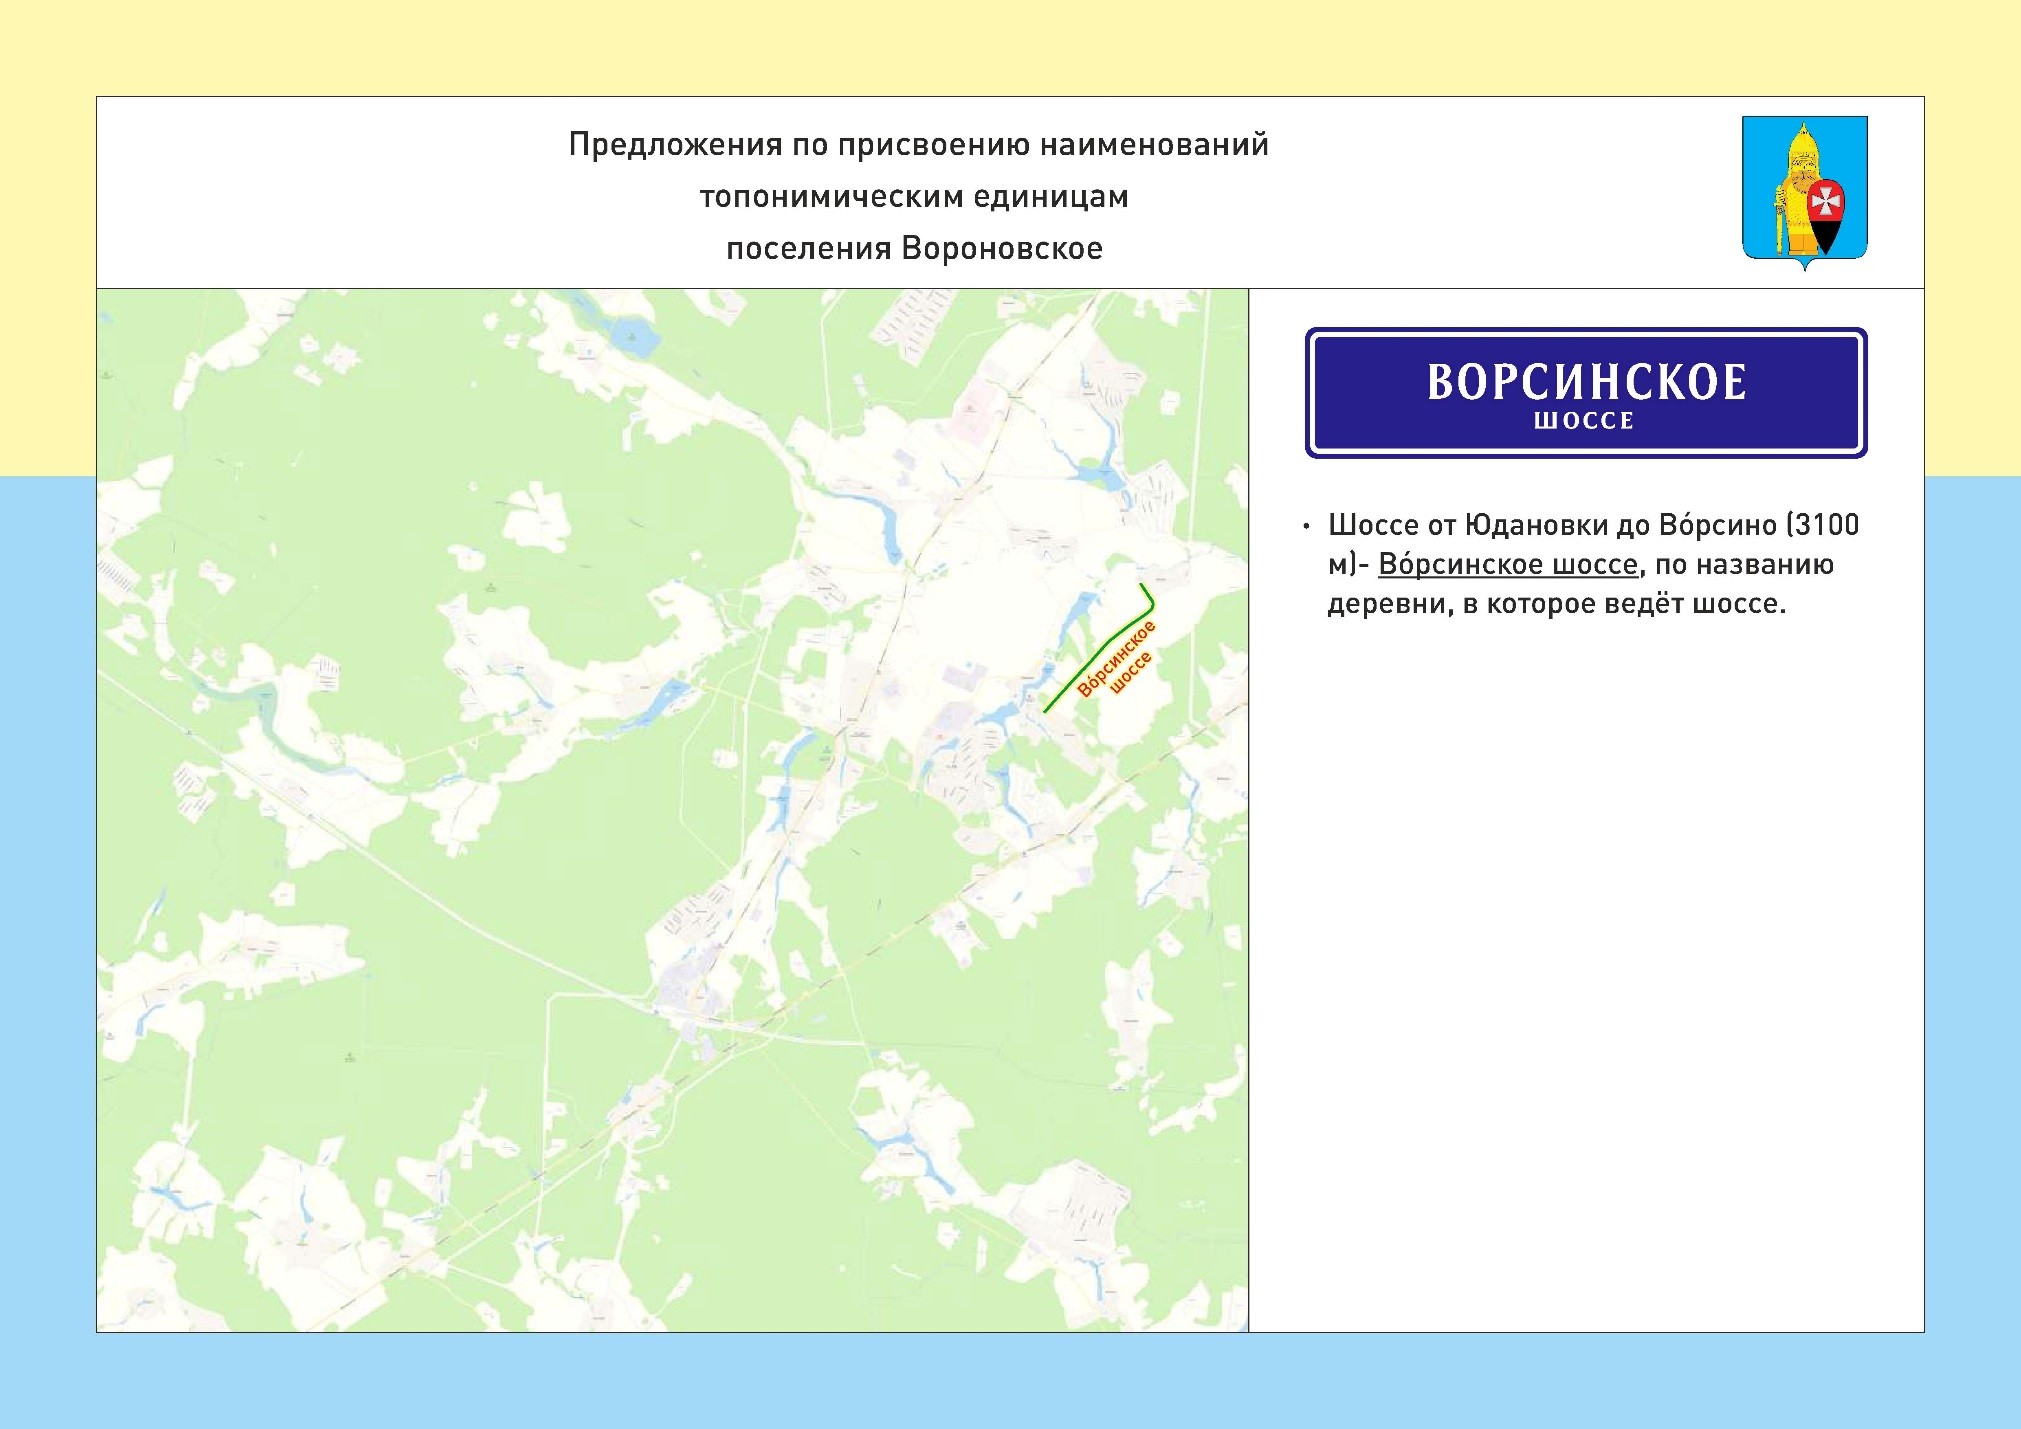 Предложения по присвоению наименований
топонимическим единицам
поселения Вороновское
ВОРСИНСКОЕ
ШОССЕ
• Шоссе от Юдановки до Во́рсино (3100
м)- Во́рсинское шоссе, по названию
деревни, в которое ведёт шоссе.
Во́рсинское
шоссе